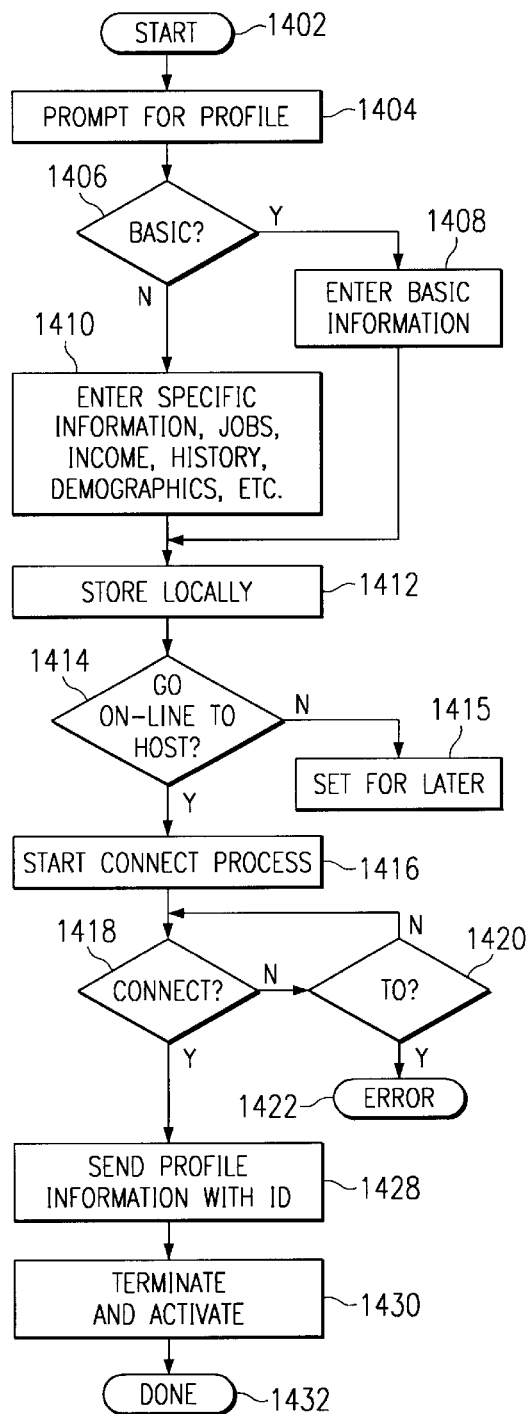 START
1402
PROMPT FOR PROFILE
1404
1406
BASIC?
Y
N
1408
ENTER BASIC
INFORMATION
1410
ENTER SPECIFIC
INFORMATION, JOBS,
INCOME, HISTORY,
DEMOGRAPHICS, ETC.
STORE LOCALLY
1412
1414
GO
ON-LINE TO
HOST?
N
Y
1415
SET FOR LATER
START CONNECT PROCESS
1416
1418
CONNECT?
N
Y
N
1420
TO?
Y
1422
ERROR
SEND PROFILE
INFORMATION WITH ID
1428
TERMINATE
AND ACTIVATE
1430
DONE
1432